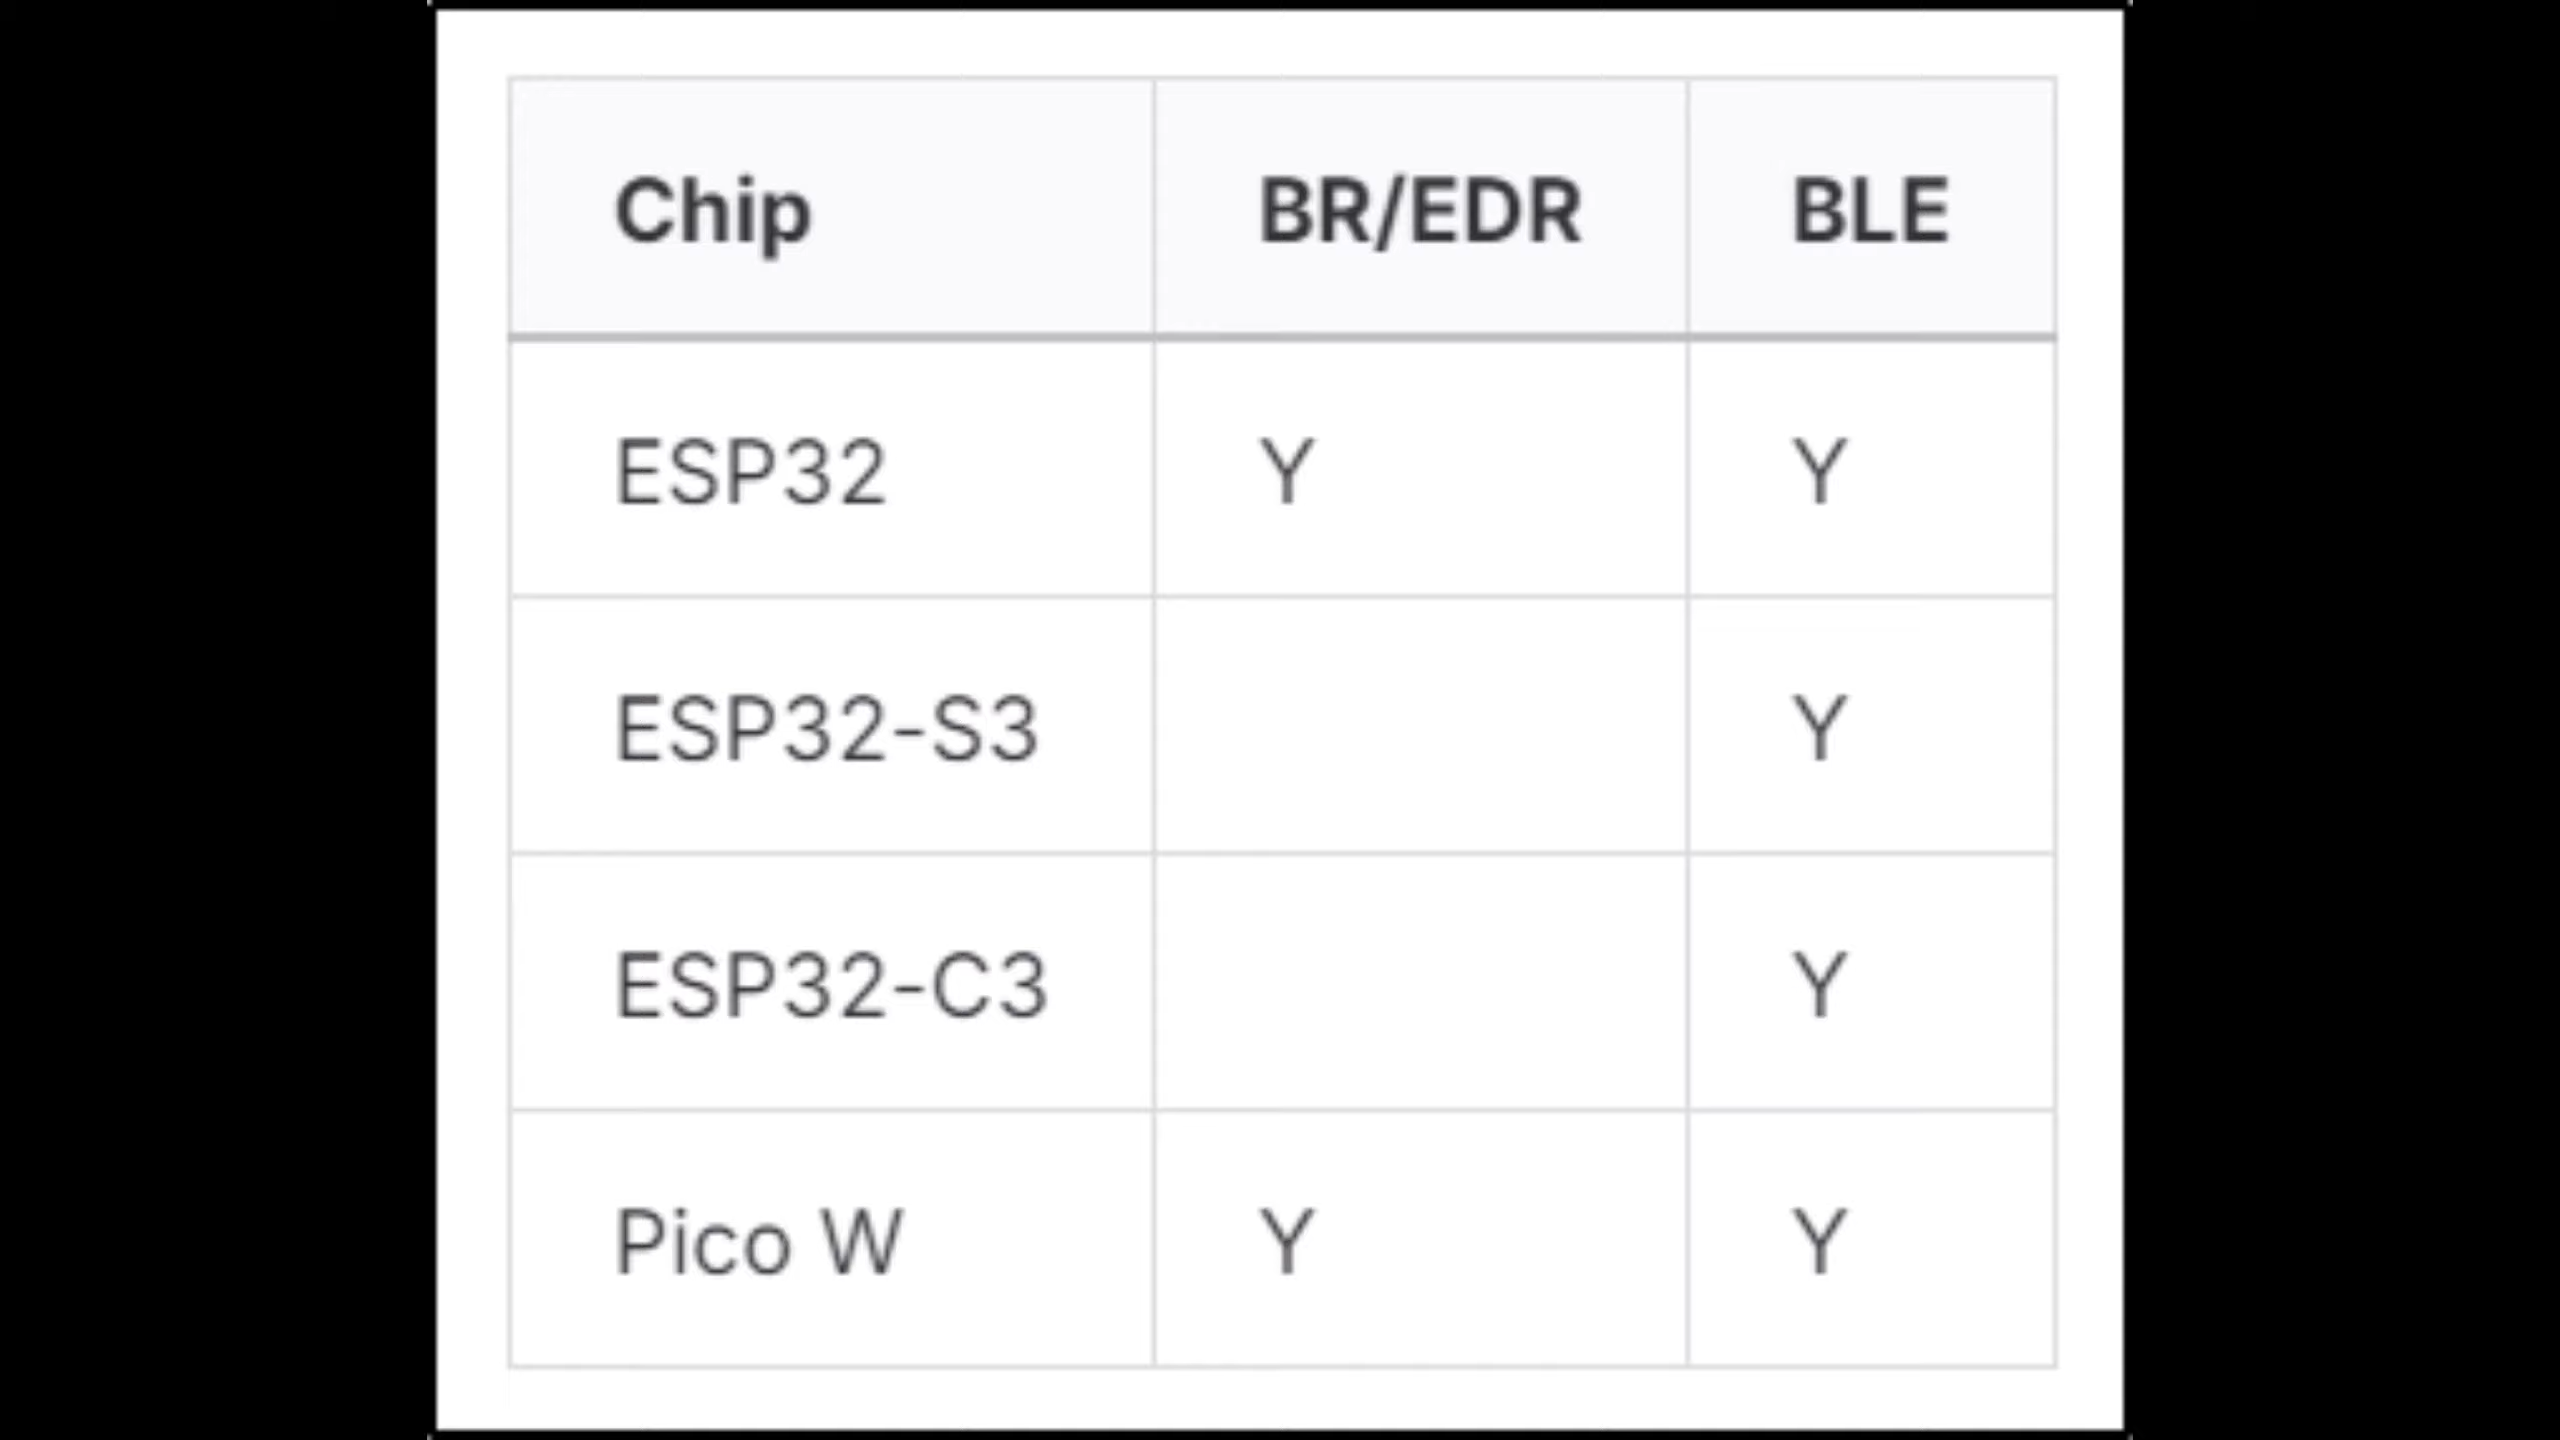 Chip BR/EDR BLE
ESP32 Y Y
ESP32-S3 Y
ESP32-C3 Y
Pico W Y Y